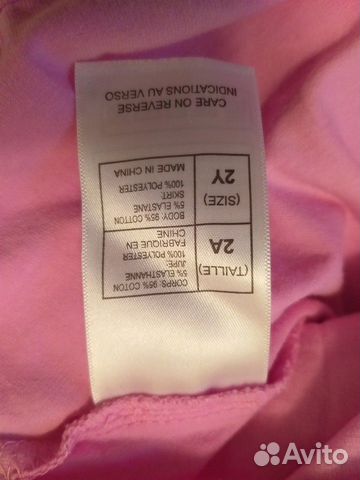 (TAILLE)
2A
CORPS: 95% COTON
5% ELASTHANNE
JUPE:
100% POLYESTER
FABRIQUE EN
CHINE
(SIZE)
2Y
BODY: 95% COTTON
5% ELASTANE
SKIRT:
100% POLYESTER
MADE IN CHINA
CARE ON REVERSE
INDICATIONS AU VERSO
Avito